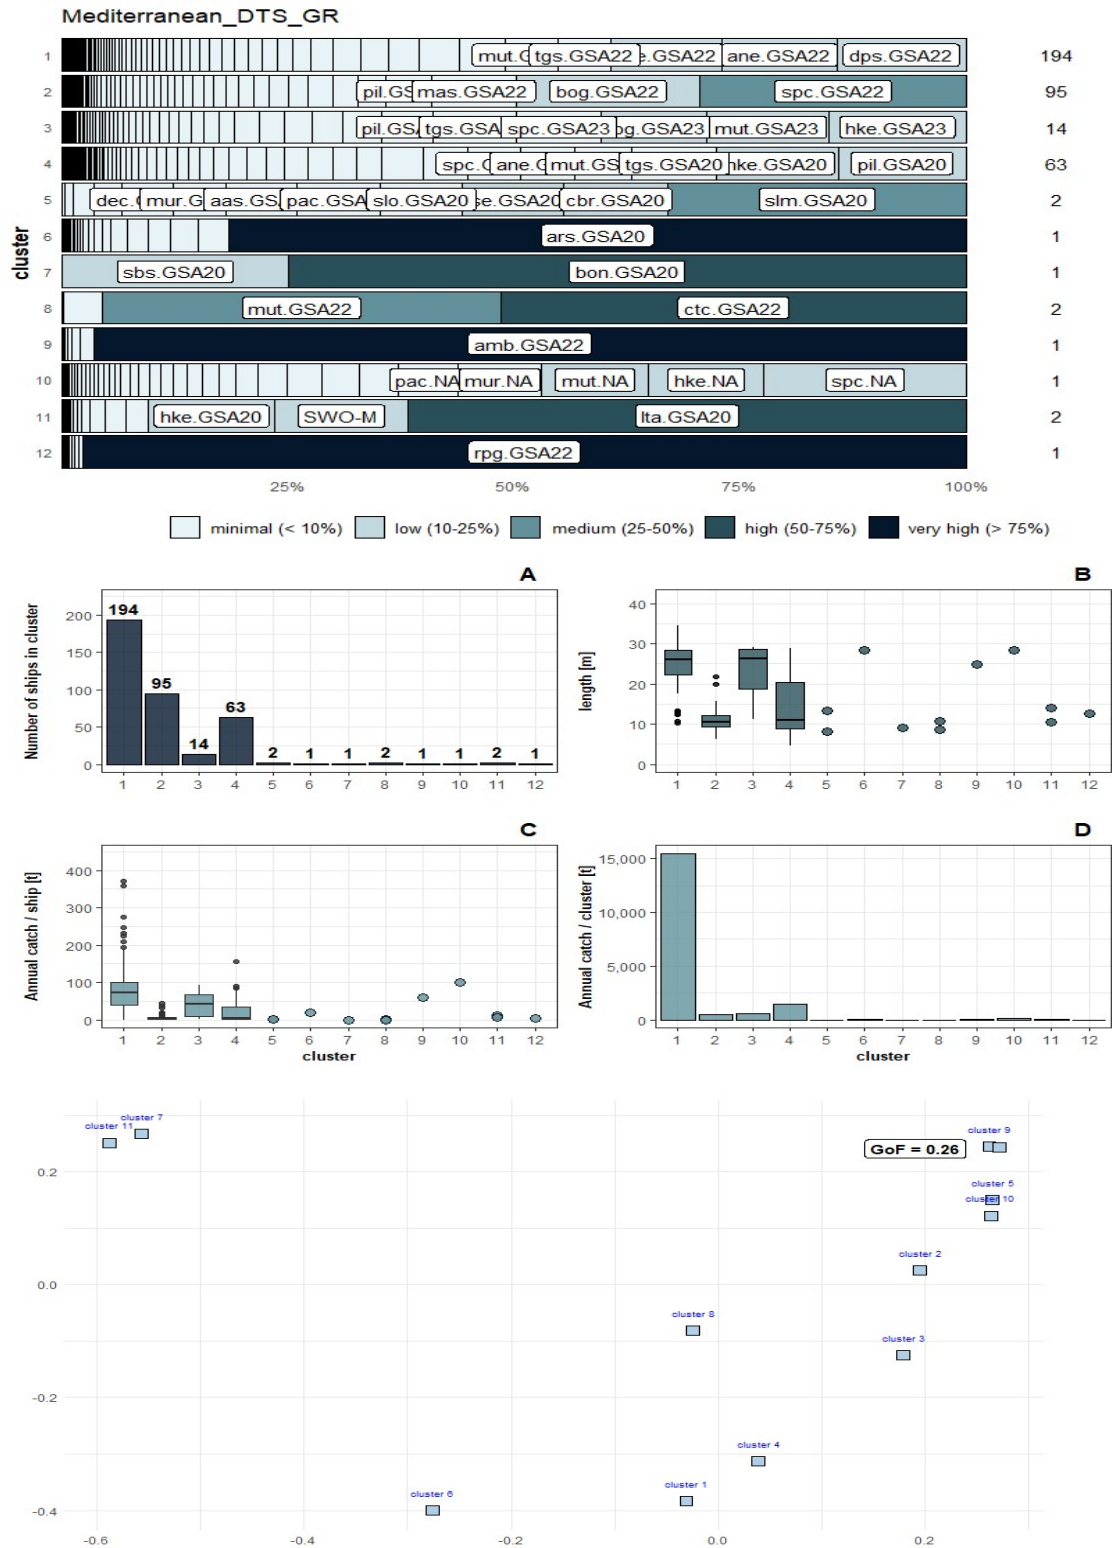 Mediterranean_DTS_GR
1 mut.G tgs.GSA22 e.GSA22 ane.GSA22 dps.GSA22 194
2 pil.GS mas.GSA22 bog.GSA22 spc.GSA22 95
3 pil.GSA tgs.GSA spc.GSA23 og.GSA23 mut.GSA23 hke.GSA23 14
4 spc.G ane.G mut.GS tgs.GSA20 hke.GSA20 pil.GSA20 63
5 dec. mur.G aas.GS pac.GSA slo.GSA20 se.GSA20 cbr.GSA20 slm.GSA20 2
cluster
6 ars.GSA20 1
7 sbs.GSA20 bon.GSA20 1
8 mut.GSA22 ctc.GSA22 2
9 amb.GSA22 1
10 pac.NA mur.NA mut.NA hke.NA spc.NA 1
11 hke.GSA20 SWO-M lta.GSA20 2
12 rpg.GSA22 1
25% 50% 75% 100%
minimal (< 10%) low (10-25%) medium (25-50%) high (50-75%) very high (> 75%)
A
Number of ships in cluster
200
150
100
50
0
194 95 14 63 2 1 1 2 1 1 2 1
1 2 3 4 5 6 7 8 9 10 11 12
B
length [m]
40
30
20
10
0
1 2 3 4 5 6 7 8 9 10 11 12
C
Annual catch / ship [t]
400
300
200
100
0
1 2 3 4 5 6 7 8 9 10 11 12
cluster
D
Annual catch / cluster [t]
15,000
10,000
5,000
0
1 2 3 4 5 6 7 8 9 10 11 12
cluster
cluster 7
cluster 11
cluster 9
GoF = 0.26
cluster 5
cluster 10
cluster 2
cluster 8
cluster 3
cluster 4
cluster 1
cluster 6
0.2
0.0
-0.2
-0.4
-0.6 -0.4 -0.2 0.0 0.2